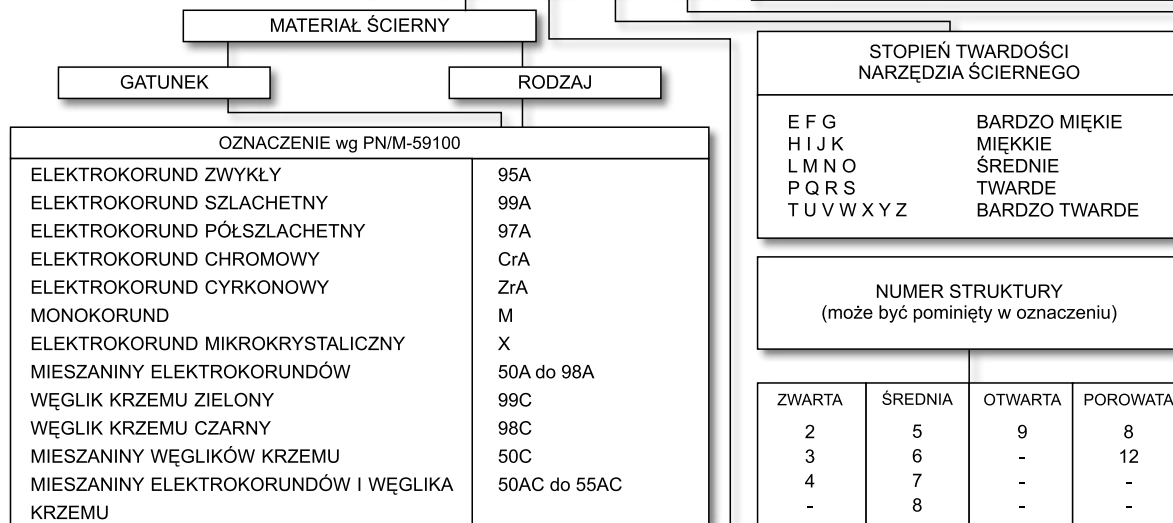 MATERIAŁ ŚCIERNY
GATUNEK
RODZAJ
OZNACZENIE wg PN/M-59100
ELEKTROKORUND ZWYKŁY 95A
ELEKTROKORUND SZLACHETNY 99A
ELEKTROKORUND PÓŁSZLACHETNY 97A
ELEKTROKORUND CHROMOWY CrA
ELEKTROKORUND CYRKONOWY ZrA
MONOKORUND M
ELEKTROKORUND MIKROKRYSTALICZNY X
MIESZANINY ELEKTROKORUNDÓW 50A do 98A
WĘGLIK KRZEMU ZIELONY 99C
WĘGLIK KRZEMU CZARNY 98C
MIESZANINY WĘGLIKÓW KRZEMU 50C
MIESZANINY ELEKTROKORUNDÓW I WĘGLIKA 50AC do 55AC
KRZEMU
STOPIEŃ TWARDOŚCI
NARZĘDZIA ŚCIERNEGO
E F G BARDZO MIĘKIE
H I J K MIĘKKIE
L M N O ŚREDNIE
P Q R S TWARDE
T U V W X Y Z BARDZO TWARDE
NUMER STRUKTURY
(może być pominięty w oznaczeniu)
ZWARTA ŚREDNIA OTWARTA POROWATA
2 5 9 8
3 6 - 12
4 7 - -
- 8 - -